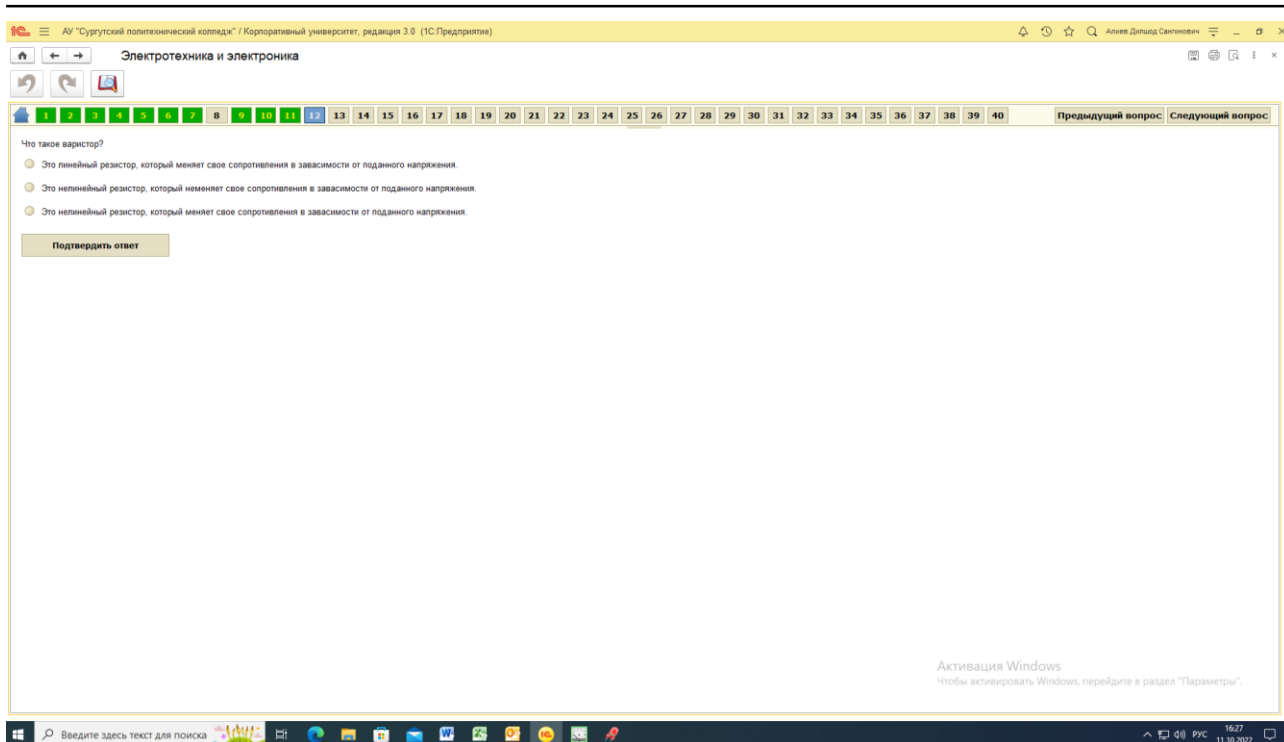 АУ "Сургутский политехнический колледж" / Корпоративный университет, редакция 3.0 (1С:Предприятие)
Алиев Дилшод Сангинович
Электротехника и электроника
1 2 3 4 5 6 7 8 9 10 11 12 13 14 15 16 17 18 19 20 21 22 23 24 25 26 27 28 29 30 31 32 33 34 35 36 37 38 39 40 Предыдущий вопрос Следующий вопрос
Что такое варистор?
Это линейный резистор, который меняет свое сопротивления в завасимости от поданного напряжения.
Это нелинейный резистор, который неменяет свое сопротивления в завасимости от поданного напряжения.
Это нелинейный резистор, который меняет свое сопротивления в завасимости от поданного напряжения.
Подтвердить ответ
Активация Windows
Чтобы активировать Windows, перейдите в раздел "Параметры".
Введите здесь текст для поиска
РУС
16:27
11.10.2022